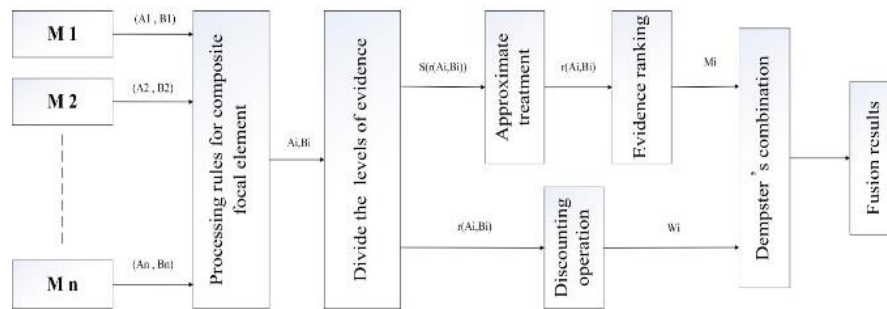 M 1
(A1 , B1)
M 2
(A2 , B2)
M n
(An , Bn)
Processing rules for composite
focal element
Ai,Bi
Divide the levels of evidence
S(r(Ai,Bi))
Approximate
treatment
r(Ai,Bi)
Evidence ranking
Mi
r(Ai,Bi)
Discounting
operation
Wi
Dempster’s combination
Fusion results